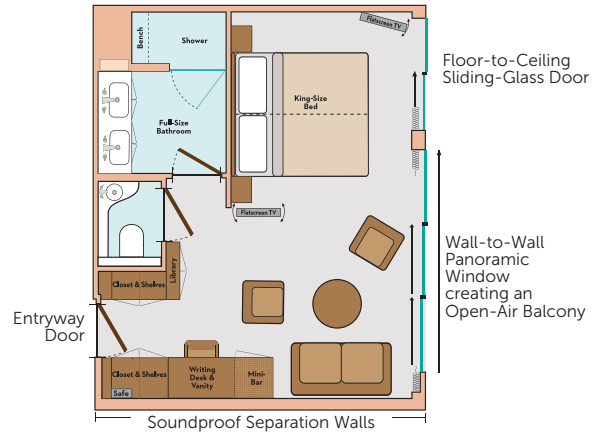 Flatscreen TV
Bench
Shower
Floor-to-Ceiling
Sliding-Glass Door
King-Size
Bed
Full-Size
Bathroom
Flatscreen TV
Wall-to-Wall
Panoramic
Window
creating an
Open-Air Balcony
Library
Closet & Shelves
Entryway
Door
Closet & Shelves
Safe
Writing
Desk &
Vanity
Mini-
Bar
Soundproof Separation Walls